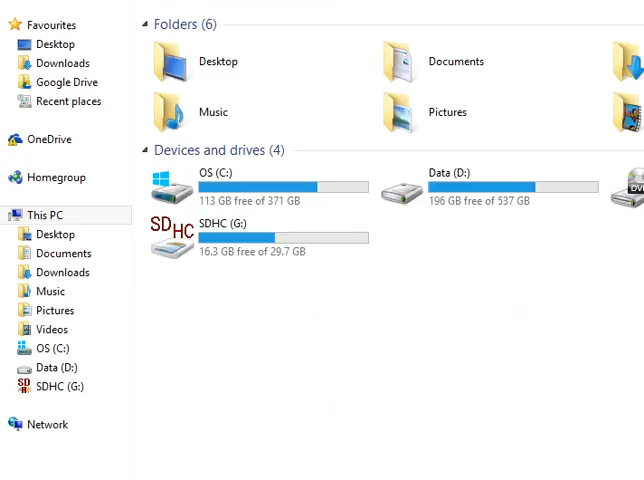 Favourites
Desktop
Downloads
Google Drive
Recent places
OneDrive
Homegroup
This PC
Desktop
Documents
Downloads
Music
Pictures
Videos
OS (C:)
Data (D:)
SDHC (G:)
Network
Folders (6)
Desktop
Documents
Music
Pictures
Devices and drives (4)
OS (C:)
113 GB free of 371 GB
Data (D:)
196 GB free of 537 GB
DV
SDHC
SDHC (G:)
16.3 GB free of 29.7 GB